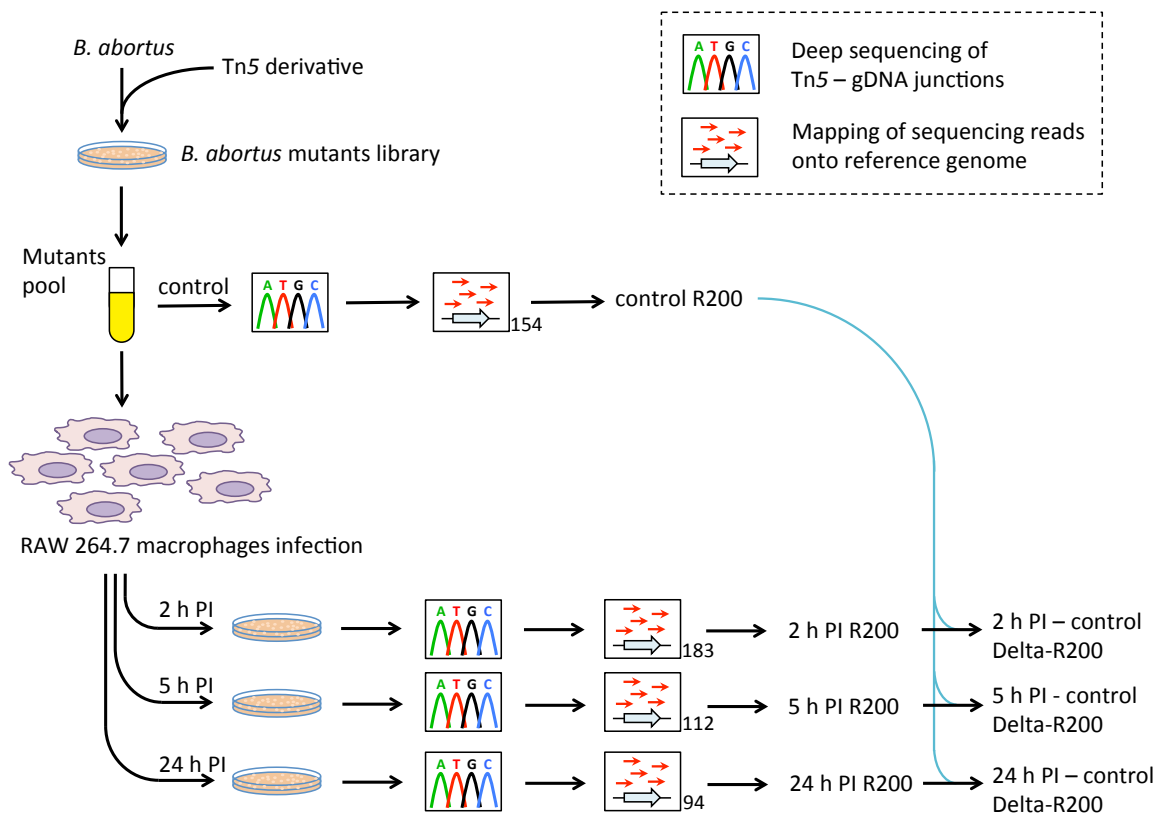 B. abortus
Tn5 derivative
B. abortus mutants library
A T G C
Deep sequencing of
Tn5 – gDNA junctions
Mapping of sequencing reads
onto reference genome
Mutants
pool
control
A T G C
154
control R200
RAW 264.7 macrophages infection
2 h PI
A T G C
183
2 h PI R200
2 h PI – control
Delta-R200
5 h PI
A T G C
112
5 h PI R200
5 h PI - control
Delta-R200
24 h PI
A T G C
94
24 h PI R200
24 h PI – control
Delta-R200